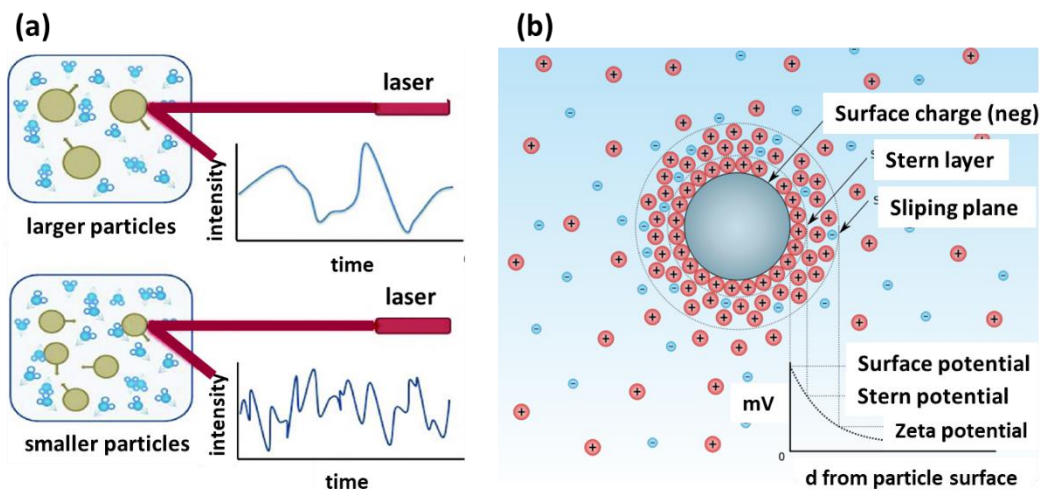 (a)
laser
intensity
larger particles
time
laser
intensity
smaller particles
time
(b)
Surface charge (neg)
Stern layer
Sliping plane
Surface potential
mV
Stern potential
Zeta potential
0
d from particle surface